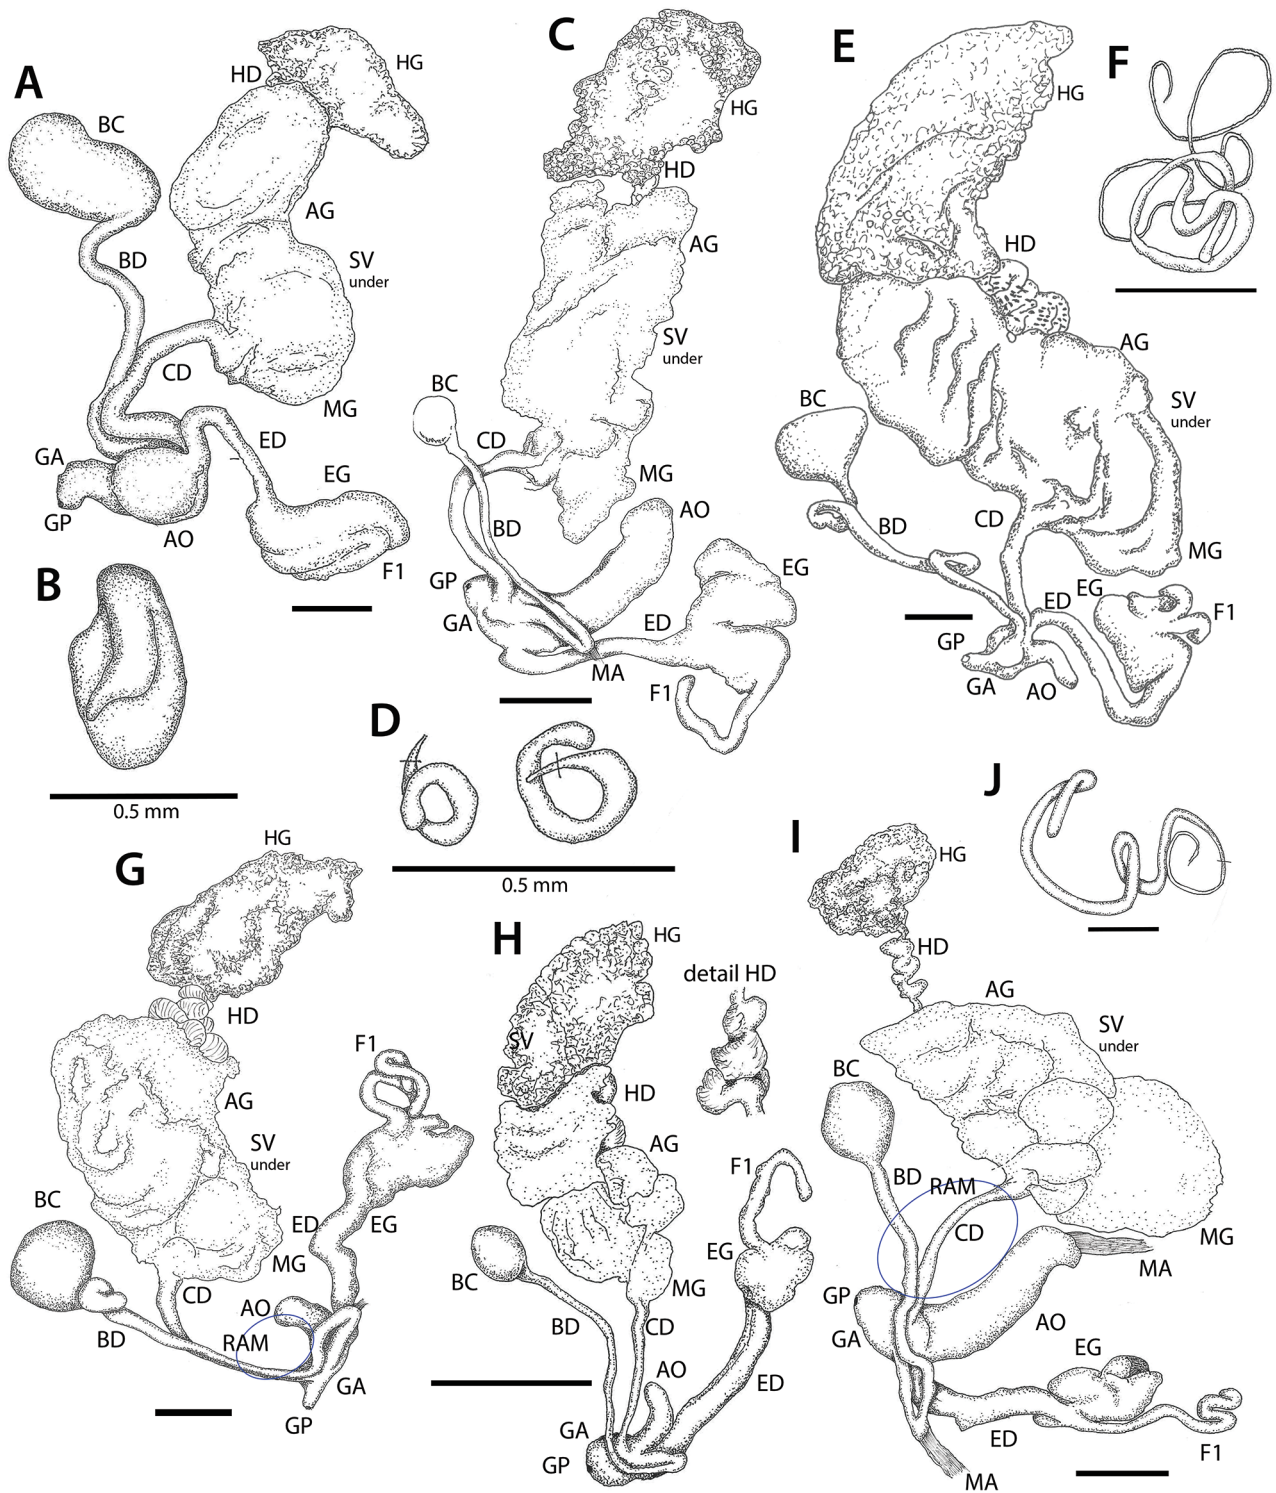 A
HD
HG
BC
AG
BD
SV
under
CD
MG
GA
ED
EG
GP
AO
F1
B
0.5 mm
C
HG
HD
AG
SV
under
BC
CD
MG
BD
AO
GP
GA
ED
EG
MA
F1
D
0.5 mm
E
HG
HD
AG
SV
under
BC
BD
CD
MG
ED
EG
F1
GP
GA
AO
F
G
HG
HD
F1
AG
SV
under
BC
ED
EG
MG
CD
AO
BD
RAM
GA
GP
H
HG
detail HD
SV
HD
AG
F1
EG
BC
MG
BD
CD
AO
ED
GA
GP
I
HG
HD
AG
SV
under
BC
BD
RAM
CD
MG
MA
GP
GA
AO
EG
ED
F1
MA
J